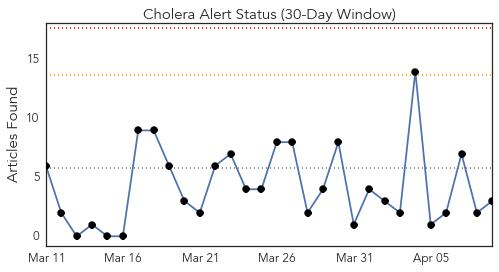 Cholera Alert Status (30-Day Window)
Articles Found
15
10
5
0
Mar 11 Mar 16 Mar 21 Mar 26 Mar 31 Apr 05